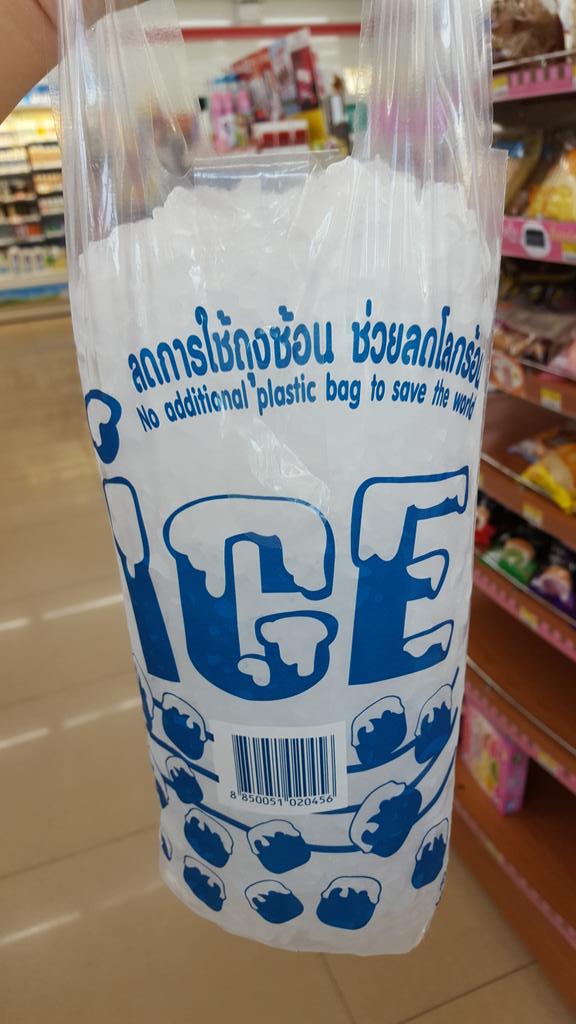 ลดการใช้ถุงซ้อน ช่วยลดโลกร้อน
No additional plastic bag to save the world
iCE
8 850051 020456